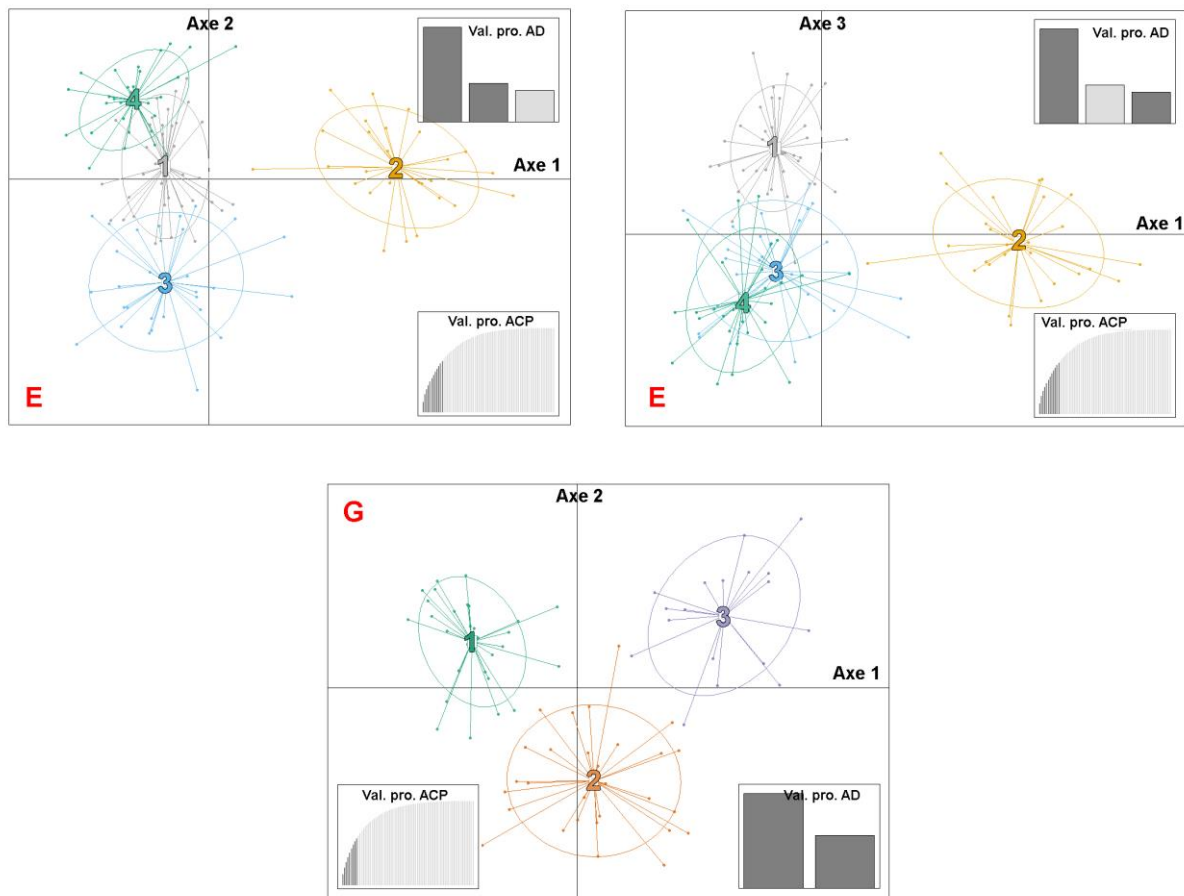 Axe 2
Val. pro. AD
4
1
2
Axe 1
3
Val. pro. ACP
E
Axe 3
Val. pro. AD
1
Axe 1
2
3
4
Val. pro. ACP
E
Axe 2
G
3
1
Axe 1
2
Val. pro. ACP
Val. pro. AD